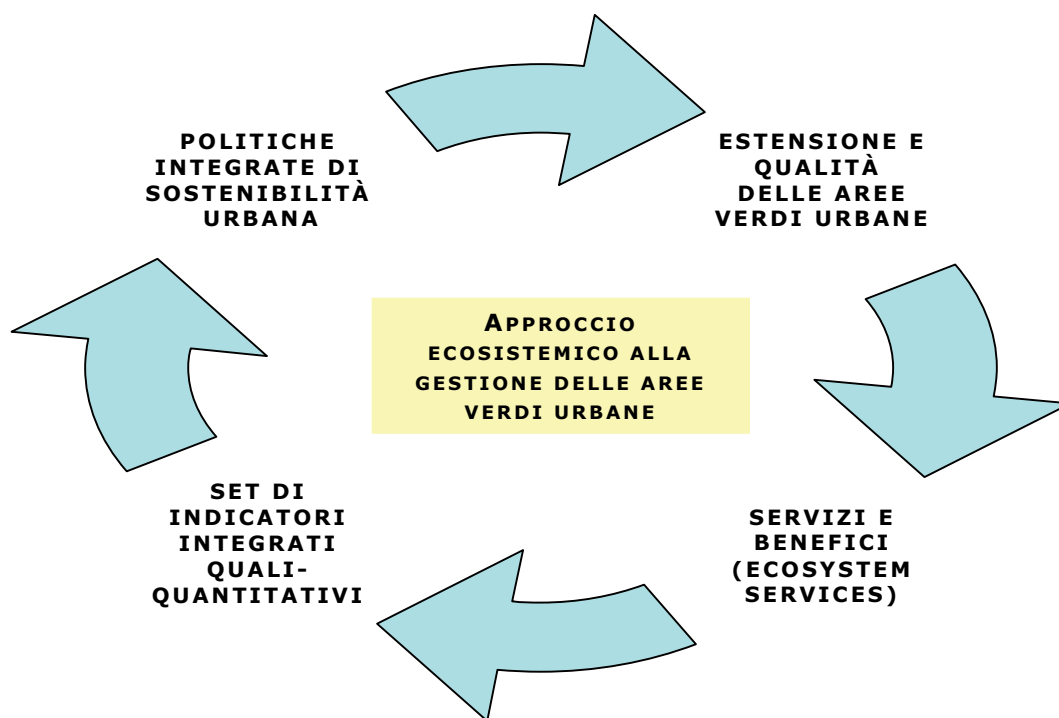 POLITICHE
INTEGRATE DI
SOSTENIBILITÀ
URBANA
ESTENSIONE E
QUALITÀ
DELLE AREE
VERDI URBANE
APPROCCIO
ECOSISTEMICO ALLA
GESTIONE DELLE AREE
VERDI URBANE
SET DI
INDICATORI
INTEGRATI
QUALI-
QUANTITATIVI
SERVIZI E
BENEFICI
(ECOSYSTEM
SERVICES)